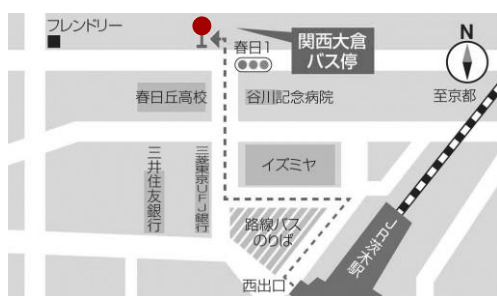 フレンドリー
関西大倉
バス停
春日1
N
春日丘高校
谷川記念病院
至京都
三井住友銀行
三菱東京UFJ銀行
イズミヤ
路線バス
のりば
JR茨木駅
西出口